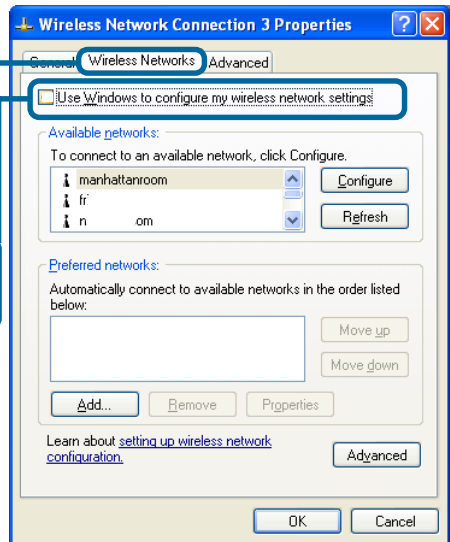 Wireless Network Connection 3 Properties
General Wireless Networks Advanced
Use Windows to configure my wireless network settings
Available networks:
To connect to an available network, click Configure.
manhattanroom
Configure
fr
Refresh
n om
Preferred networks:
Automatically connect to available networks in the order listed
below:
Move up
Move down
Add... Remove Properties
Learn about setting up wireless network
configuration.
Advanced
OK Cancel